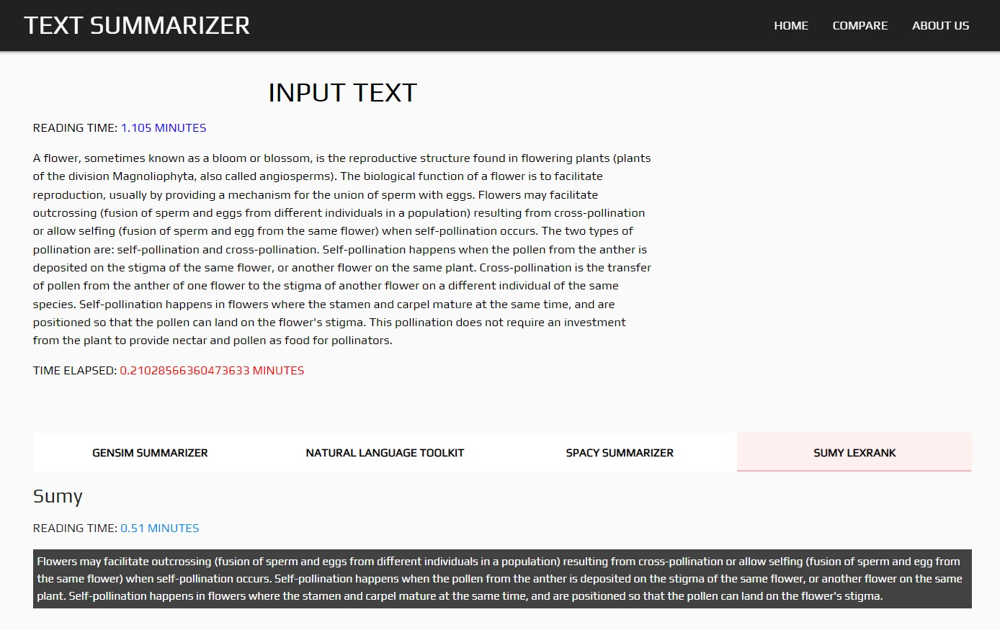 TEXT SUMMARIZER
HOME COMPARE ABOUT US
INPUT TEXT
READING TIME: 1.105 MINUTES
A flower, sometimes known as a bloom or blossom, is the reproductive structure found in flowering plants (plants
of the division Magnoliophyta, also called angiosperms). The biological function of a flower is to facilitate
reproduction, usually by providing a mechanism for the union of sperm with eggs. Flowers may facilitate
outcrossing (fusion of sperm and eggs from different individuals in a population) resulting from cross-pollination
or allow selfing (fusion of sperm and egg from the same flower) when self-pollination occurs. The two types of
pollination are: self-pollination and cross-pollination. Self-pollination happens when the pollen from the anther is
deposited on the stigma of the same flower, or another flower on the same plant. Cross-pollination is the transfer
of pollen from the anther of one flower to the stigma of another flower on a different individual of the same
species. Self-pollination happens in flowers where the stamen and carpel mature at the same time, and are
positioned so that the pollen can land on the flower's stigma. This pollination does not require an investment
from the plant to provide nectar and pollen as food for pollinators.
TIME ELAPSED: 0.21028566360473633 MINUTES
GENSIM SUMMARIZER NATURAL LANGUAGE TOOLKIT SPACY SUMMARIZER SUMY LEXRANK
Sumy
READING TIME: 0.51 MINUTES
Flowers may facilitate outcrossing (fusion of sperm and eggs from different individuals in a population) resulting from cross-pollination or allow selfing (fusion of sperm and egg from
the same flower) when self-pollination occurs. Self-pollination happens when the pollen from the anther is deposited on the stigma of the same flower, or another flower on the same
plant. Self-pollination happens in flowers where the stamen and carpel mature at the same time, and are positioned so that the pollen can land on the flower's stigma.